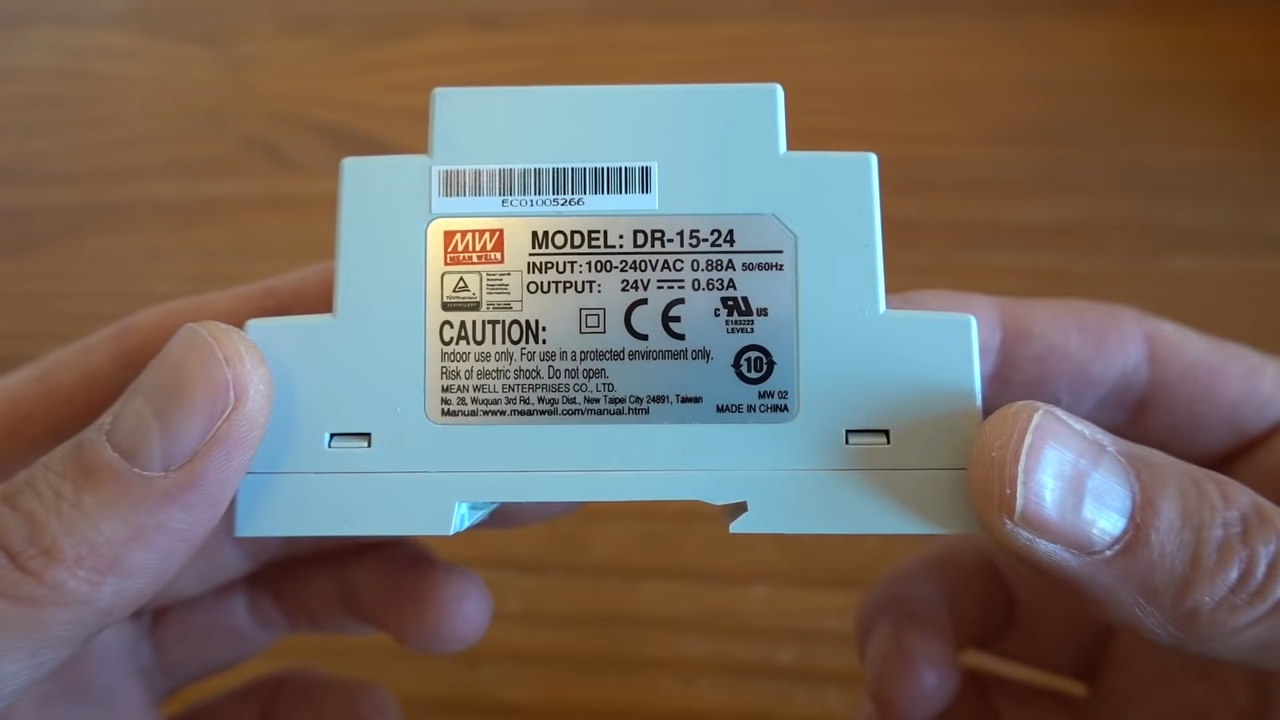 EC01005266
MW
MEAN WELL
MODEL: DR-15-24
INPUT:100-240VAC 0.88A 50/60Hz
OUTPUT: 24V 0.63A
TÜVRheinland
CAUTION:
CE
c RU US
E183223
LEVEL3
Indoor use only. For use in a protected environment only.
Risk of electric shock. Do not open.
10
MEAN WELL ENTERPRISES CO., LTD.
No. 28, Wuquan 3rd Rd., Wugu Dist., New Taipei City 24891, Taiwan
Manual:www.meanwell.com/manual.html
MW 02
MADE IN CHINA